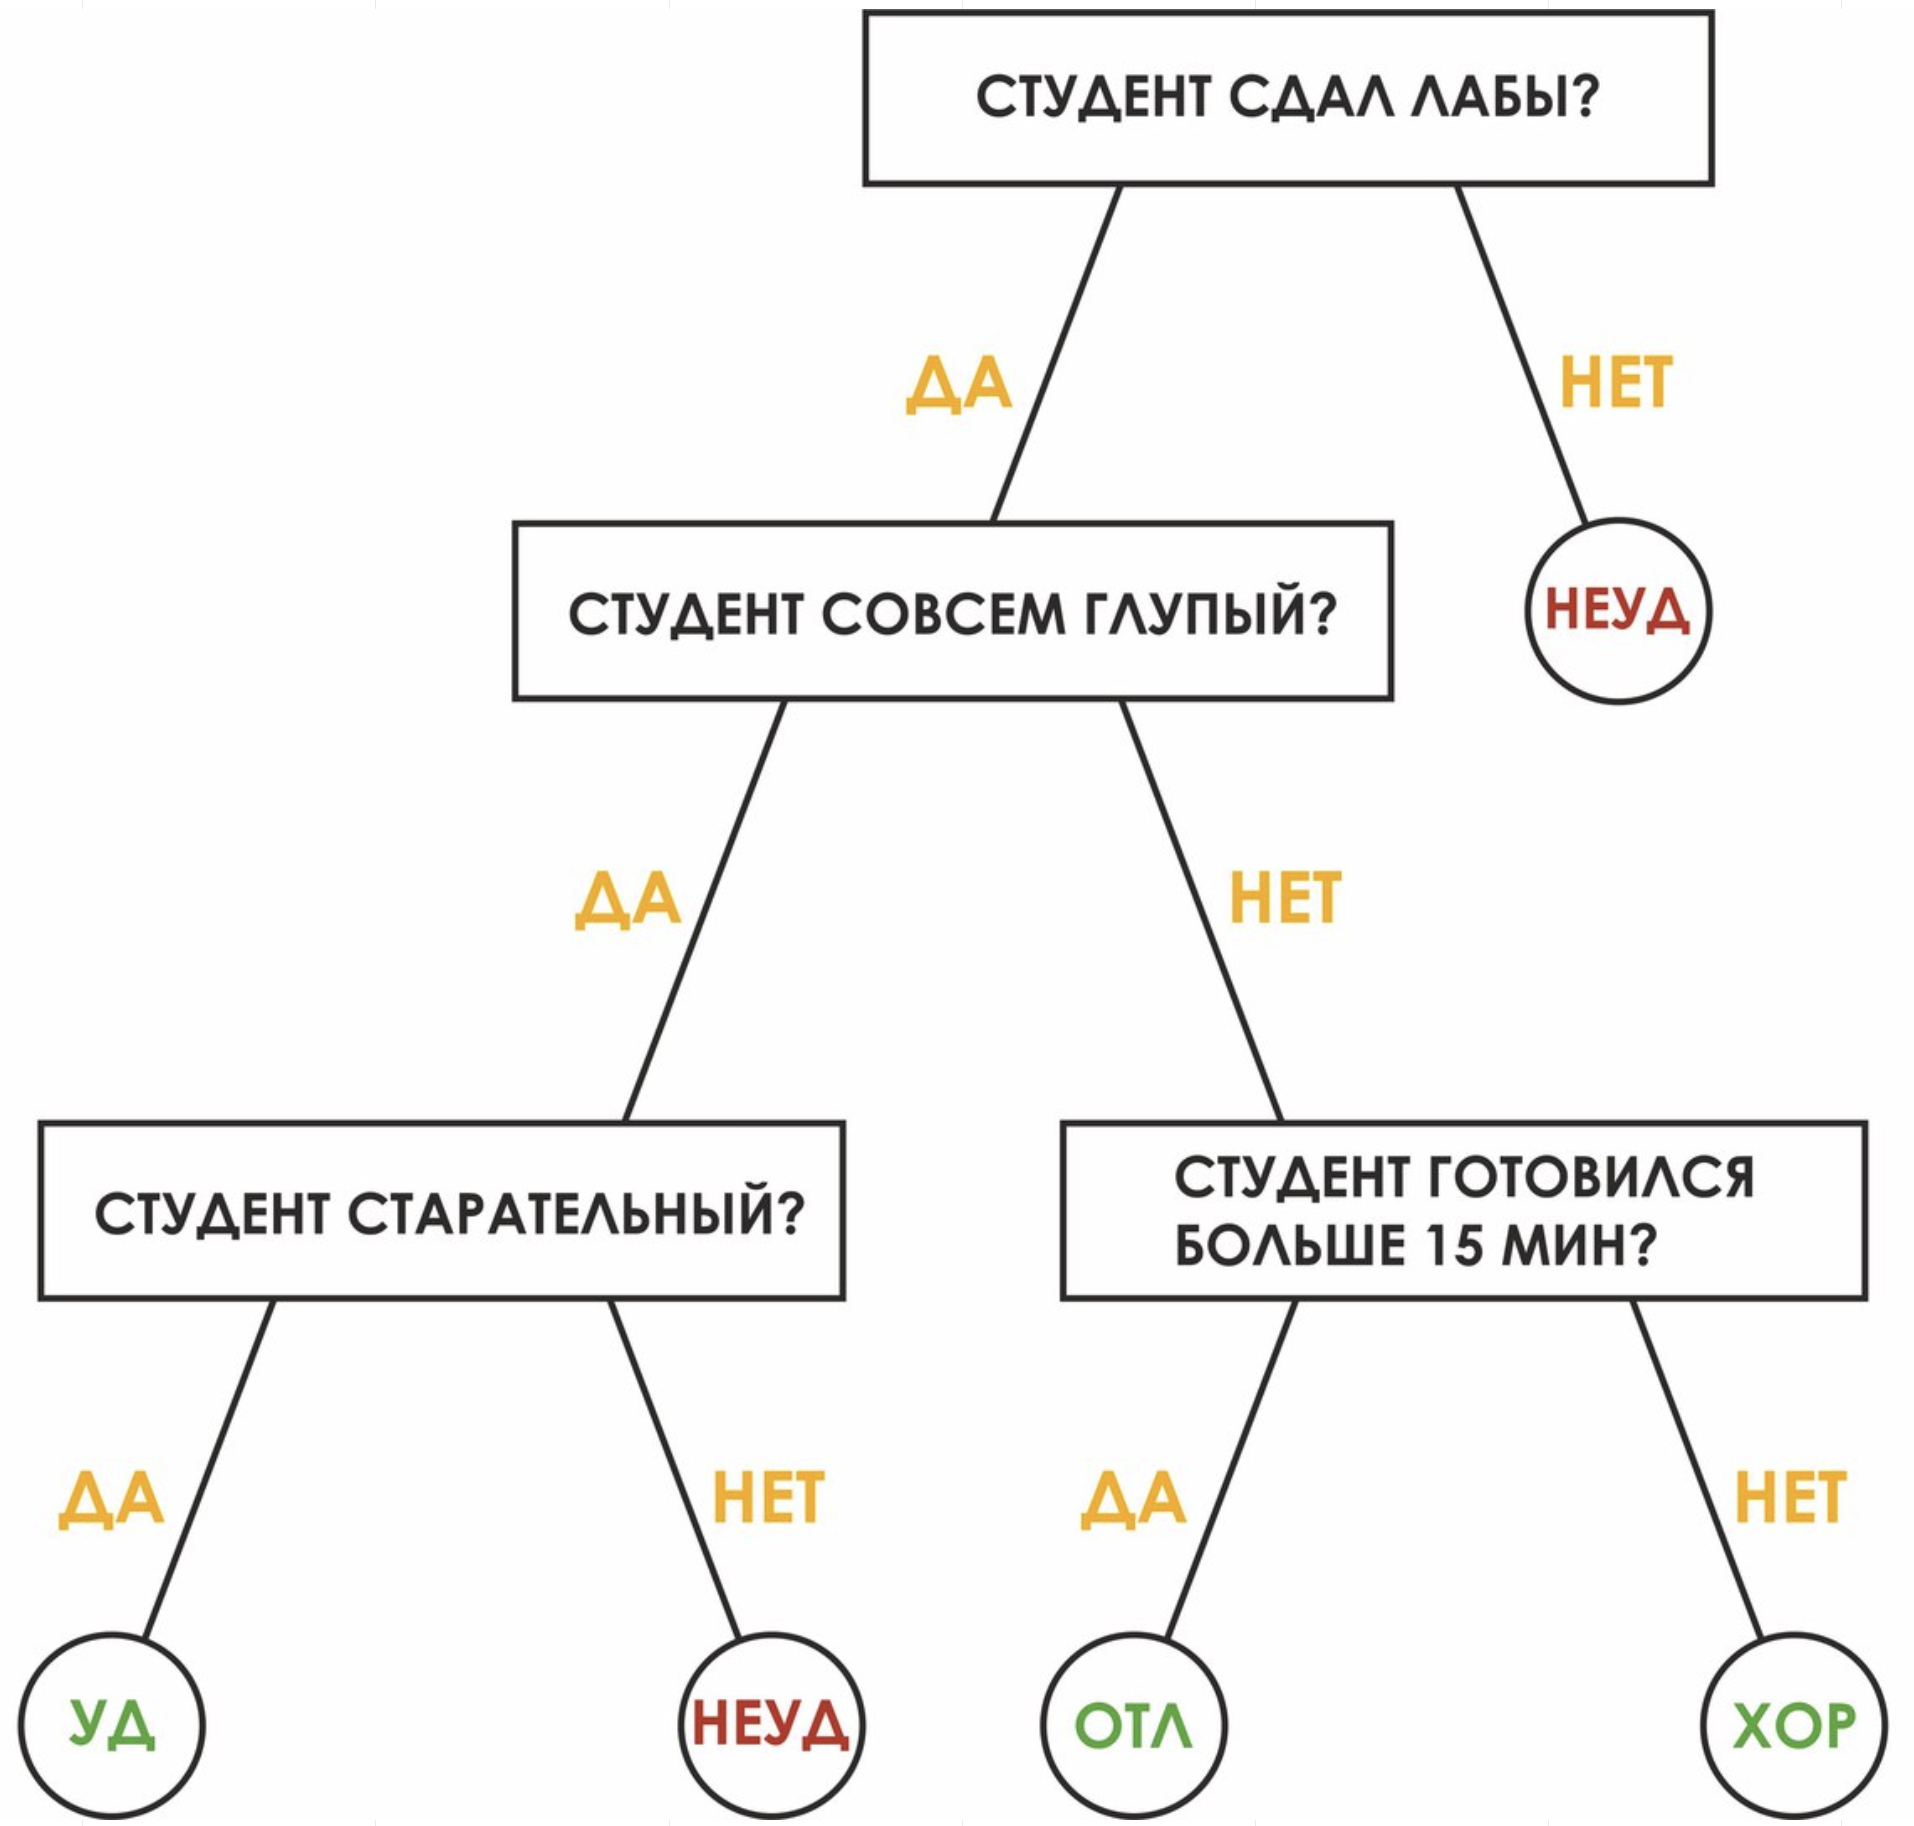 СТУДЕНТ СДАЛ ЛАБЫ?
ДА
НЕТ
СТУДЕНТ СОВСЕМ ГЛУПЫЙ?
НЕУД
ДА
НЕТ
СТУДЕНТ СТАРАТЕЛЬНЫЙ?
СТУДЕНТ ГОТОВИЛСЯ
БОЛЬШЕ 15 МИН?
ДА
НЕТ
ДА
НЕТ
УД
НЕУД
ОТЛ
ХОР